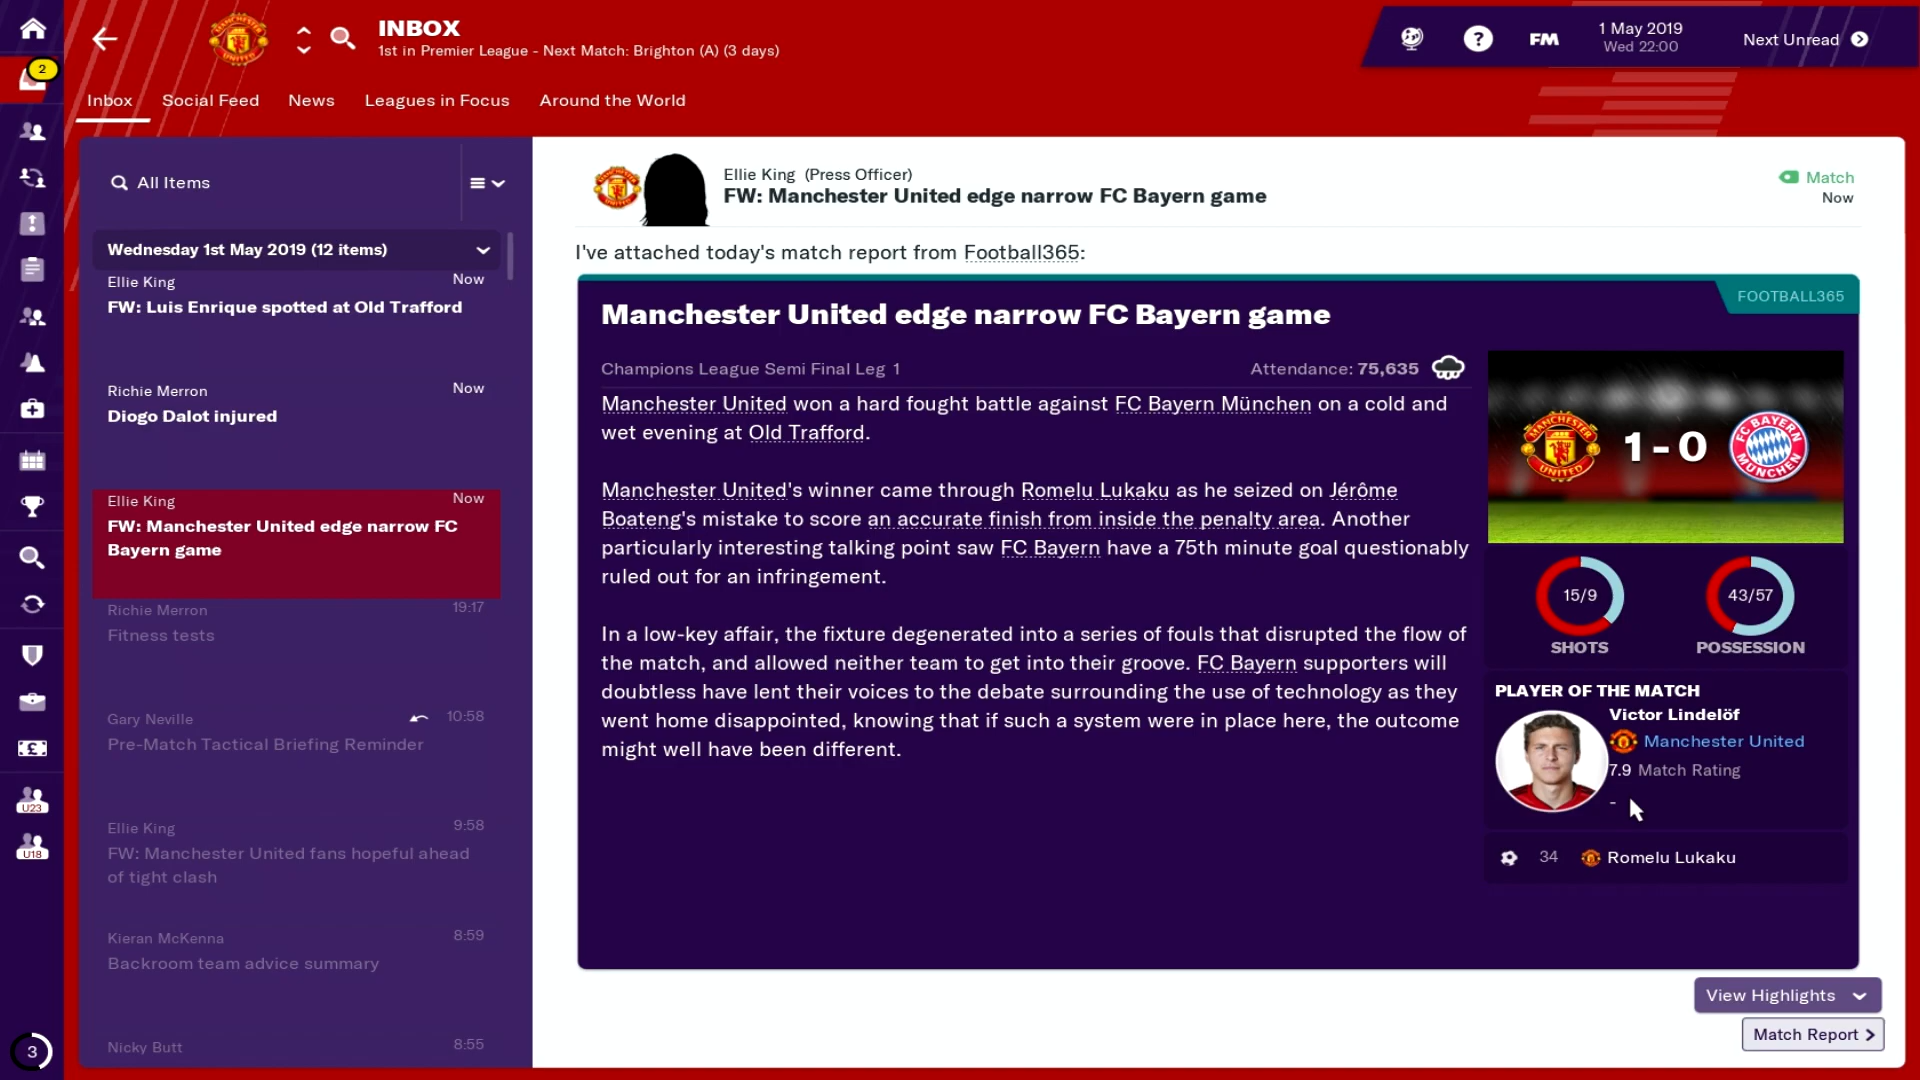 INBOX
1st in Premier League - Next Match: Brighton (A) (3 days)
FM
1 May 2019
Wed 22:00
Next Unread
2
Inbox
Social Feed
News
Leagues in Focus
Around the World
All Items
Wednesday 1st May 2019 (12 items)
Ellie King
Now
FW: Luis Enrique spotted at Old Trafford
Richie Merron
Now
Diogo Dalot injured
Ellie King
Now
FW: Manchester United edge narrow FC
Bayern game
Richie Merron
19:17
Fitness tests
Gary Neville
10:58
Pre-Match Tactical Briefing Reminder
Ellie King
9:58
FW: Manchester United fans hopeful ahead
of tight clash
Kieran McKenna
8:59
Backroom team advice summary
Nicky Butt
8:55
U23
U18
3
Ellie King (Press Officer)
FW: Manchester United edge narrow FC Bayern game
Match
Now
I've attached today's match report from Football365:
FOOTBALL365
Manchester United edge narrow FC Bayern game
Champions League Semi Final Leg 1
Attendance: 75,635
Manchester United won a hard fought battle against FC Bayern München on a cold and
wet evening at Old Trafford.
Manchester United's winner came through Romelu Lukaku as he seized on Jérôme
Boateng's mistake to score an accurate finish from inside the penalty area. Another
particularly interesting talking point saw FC Bayern have a 75th minute goal questionably
ruled out for an infringement.
In a low-key affair, the fixture degenerated into a series of fouls that disrupted the flow of
the match, and allowed neither team to get into their groove. FC Bayern supporters will
doubtless have lent their voices to the debate surrounding the use of technology as they
went home disappointed, knowing that if such a system were in place here, the outcome
might well have been different.
MANCHESTER
UNITED
1 - 0
FC BAYERN
MÜNCHEN
15/9
SHOTS
43/57
POSSESSION
PLAYER OF THE MATCH
Victor Lindelöf
Manchester United
7.9 Match Rating
-
34 Romelu Lukaku
View Highlights
Match Report